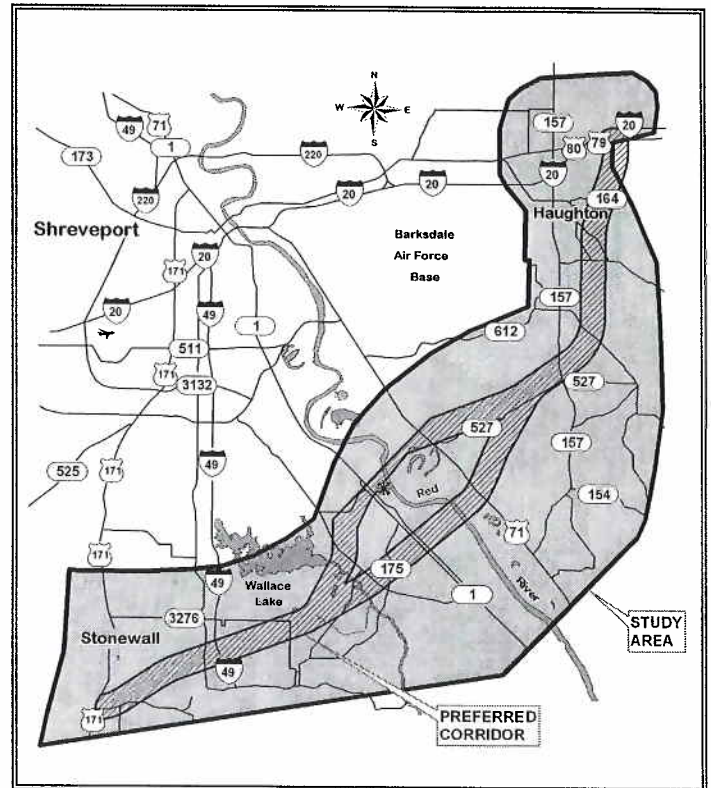 N
W E
S
49 71
1
173
220
157
20
80 79
220
20
20
20
164
Haughton
Shreveport
Barksdale
Air Force
Base
20
171
49
157
20
1
612
511
171
3132
527
527
157
49
525
171
154
Red
71
171
175
49
Wallace
Lake
1
River
3276
STUDY
AREA
Stonewall
49
171
PREFERRED
CORRIDOR